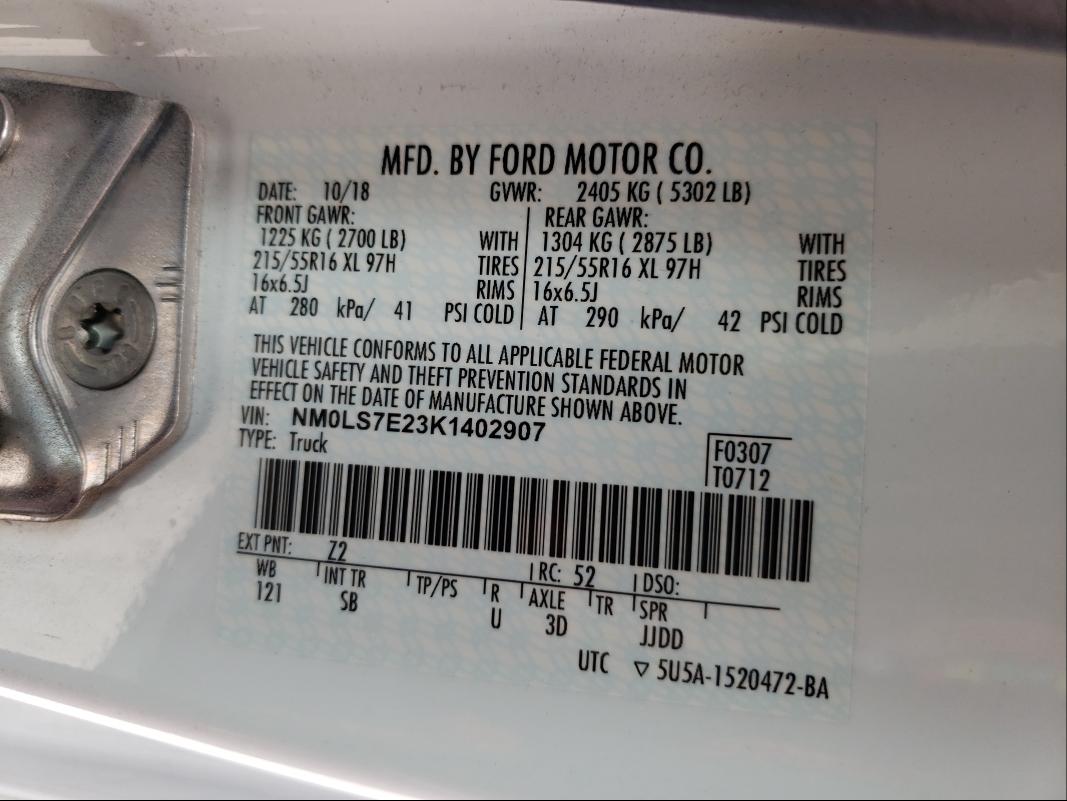 MFD. BY FORD MOTOR CO.
DATE: 10/18 GVWR: 2405 KG ( 5302 LB)
FRONT GAWR: REAR GAWR:
1225 KG ( 2700 LB) WITH 1304 KG ( 2875 LB) WITH
215/55R16 XL 97H TIRES 215/55R16 XL 97H TIRES
16x6.5J RIMS 16x6.5J RIMS
AT 280 kPa/ 41 PSI COLD AT 290 kPa/ 42 PSI COLD
THIS VEHICLE CONFORMS TO ALL APPLICABLE FEDERAL MOTOR
VEHICLE SAFETY AND THEFT PREVENTION STANDARDS IN
EFFECT ON THE DATE OF MANUFACTURE SHOWN ABOVE.
VIN: NM0LS7E23K1402907
TYPE: Truck F0307
T0712
EXT PNT: Z2 RC: 52 DSO:
WB INT TR TP/PS R AXLE TR SPR
121 SB U 3D JJDD
UTC ▽ 5U5A-1520472-BA